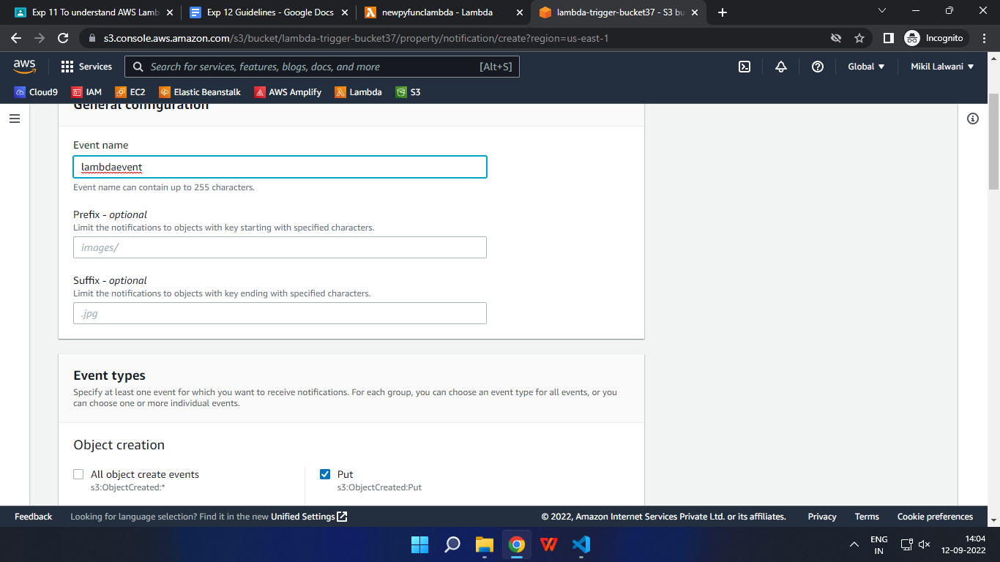 Exp 11 To understand AWS Lamb
Exp 12 Guidelines - Google Docs
newpyfunclambda - Lambda
lambda-trigger-bucket37 - S3 bu
s3.console.aws.amazon.com/s3/bucket/lambda-trigger-bucket37/property/notification/create?region=us-east-1
Incognito
aws
Services
Search for services, features, blogs, docs, and more
[Alt+S]
Global
Mikil Lalwani
Cloud9
IAM
EC2
Elastic Beanstalk
AWS Amplify
Lambda
S3
General configuration
Event name
lambdaevent
Event name can contain up to 255 characters.
Prefix - optional
Limit the notifications to objects with key starting with specified characters.
images/
Suffix - optional
Limit the notifications to objects with key ending with specified characters.
.jpg
Event types
Specify at least one event for which you want to receive notifications. For each group, you can choose an event type for all events, or you
can choose one or more individual events.
Object creation
All object create events
s3:ObjectCreated:*
Put
s3:ObjectCreated:Put
Feedback
Looking for language selection? Find it in the new Unified Settings
© 2022, Amazon Internet Services Private Ltd. or its affiliates.
Privacy
Terms
Cookie preferences
ENG
IN
14:04
12-09-2022